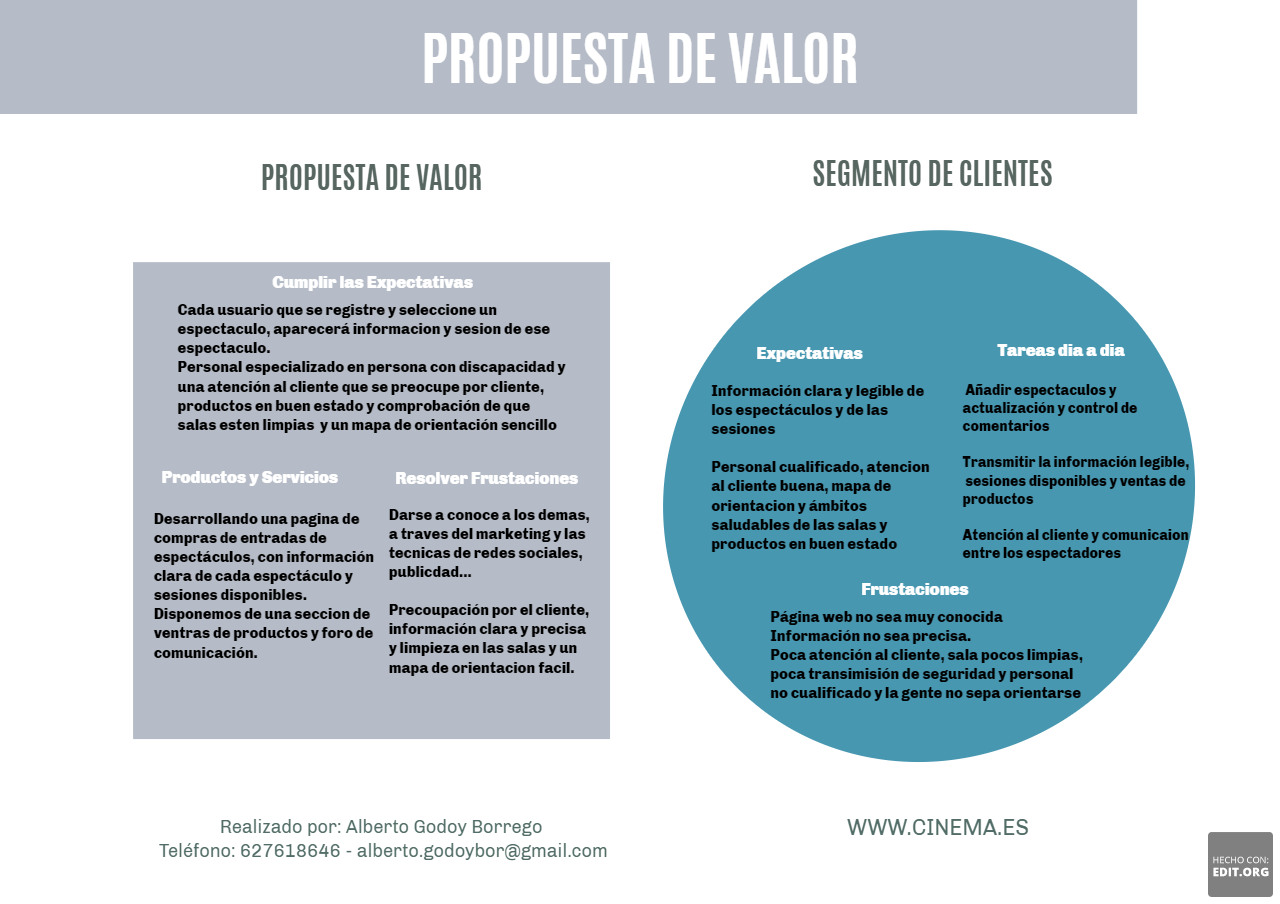 PROPUESTA DE VALOR
PROPUESTA DE VALOR
Cumplir las Expectativas
Cada usuario que se registre y seleccione un
espectaculo, aparecerá informacion y sesion de ese
espectaculo.
Personal especializado en persona con discapacidad y
una atención al cliente que se preocupe por cliente,
productos en buen estado y comprobación de que
salas esten limpias y un mapa de orientación sencillo
Productos y Servicios
Desarrollando una pagina de
compras de entradas de
espectáculos, con información
clara de cada espectáculo y
sesiones disponibles.
Disponemos de una seccion de
ventras de productos y foro de
comunicación.
Resolver Frustaciones
Darse a conoce a los demas,
a traves del marketing y las
tecnicas de redes sociales,
publicdad...
Precoupación por el cliente,
información clara y precisa
y limpieza en las salas y un
mapa de orientacion facil.
SEGMENTO DE CLIENTES
Expectativas
Información clara y legible de
los espectáculos y de las
sesiones
Personal cualificado, atencion
al cliente buena, mapa de
orientacion y ámbitos
saludables de las salas y
productos en buen estado
Tareas dia a dia
Añadir espectaculos y
actualización y control de
comentarios
Transmitir la información legible,
sesiones disponibles y ventas de
productos
Atención al cliente y comunicaion
entre los espectadores
Frustaciones
Página web no sea muy conocida
Información no sea precisa.
Poca atención al cliente, sala pocos limpias,
poca transimisión de seguridad y personal
no cualificado y la gente no sepa orientarse
Realizado por: Alberto Godoy Borrego
Teléfono: 627618646 - alberto.godoybor@gmail.com
WWW.CINEMA.ES
HECHO CON:
EDIT.ORG